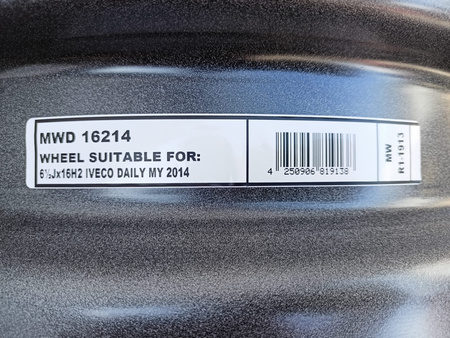 MWD 16214
WHEEL SUITABLE FOR:
6½Jx16H2 IVECO DAILY MY 2014
4 250906 819138
MW
R1-1913